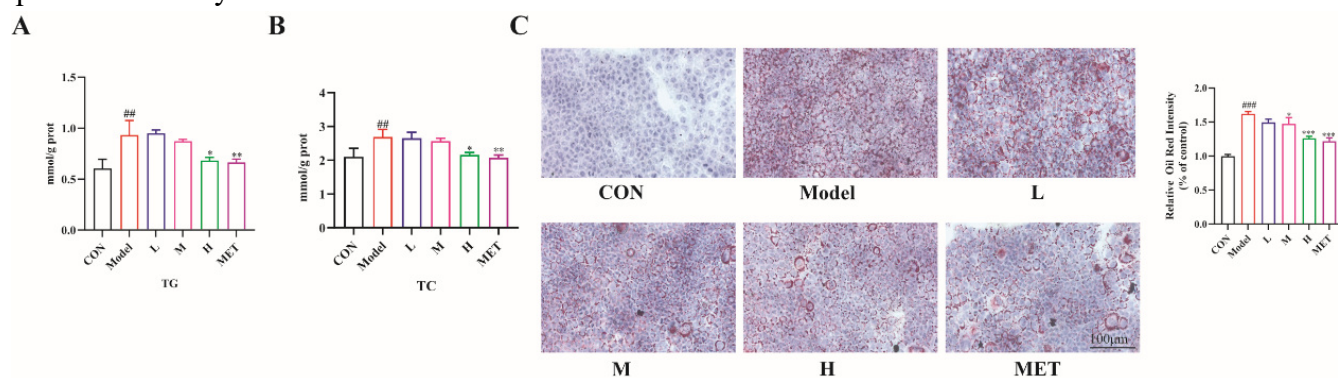 A
B
C
1.5
1.0
0.5
0.0
mmol/g prot
##
*
**
CON
Model
L
M
H
MET
TG
4
3
2
1
0
mmol/g prot
##
*
**
CON
Model
L
M
H
MET
TC
CON
Model
L
M
H
MET
100μm
2.0
1.5
1.0
0.5
0.0
Relative Oil Red Intensity
(% of control)
###
*
***
***
CON
Model
L
M
H
MET